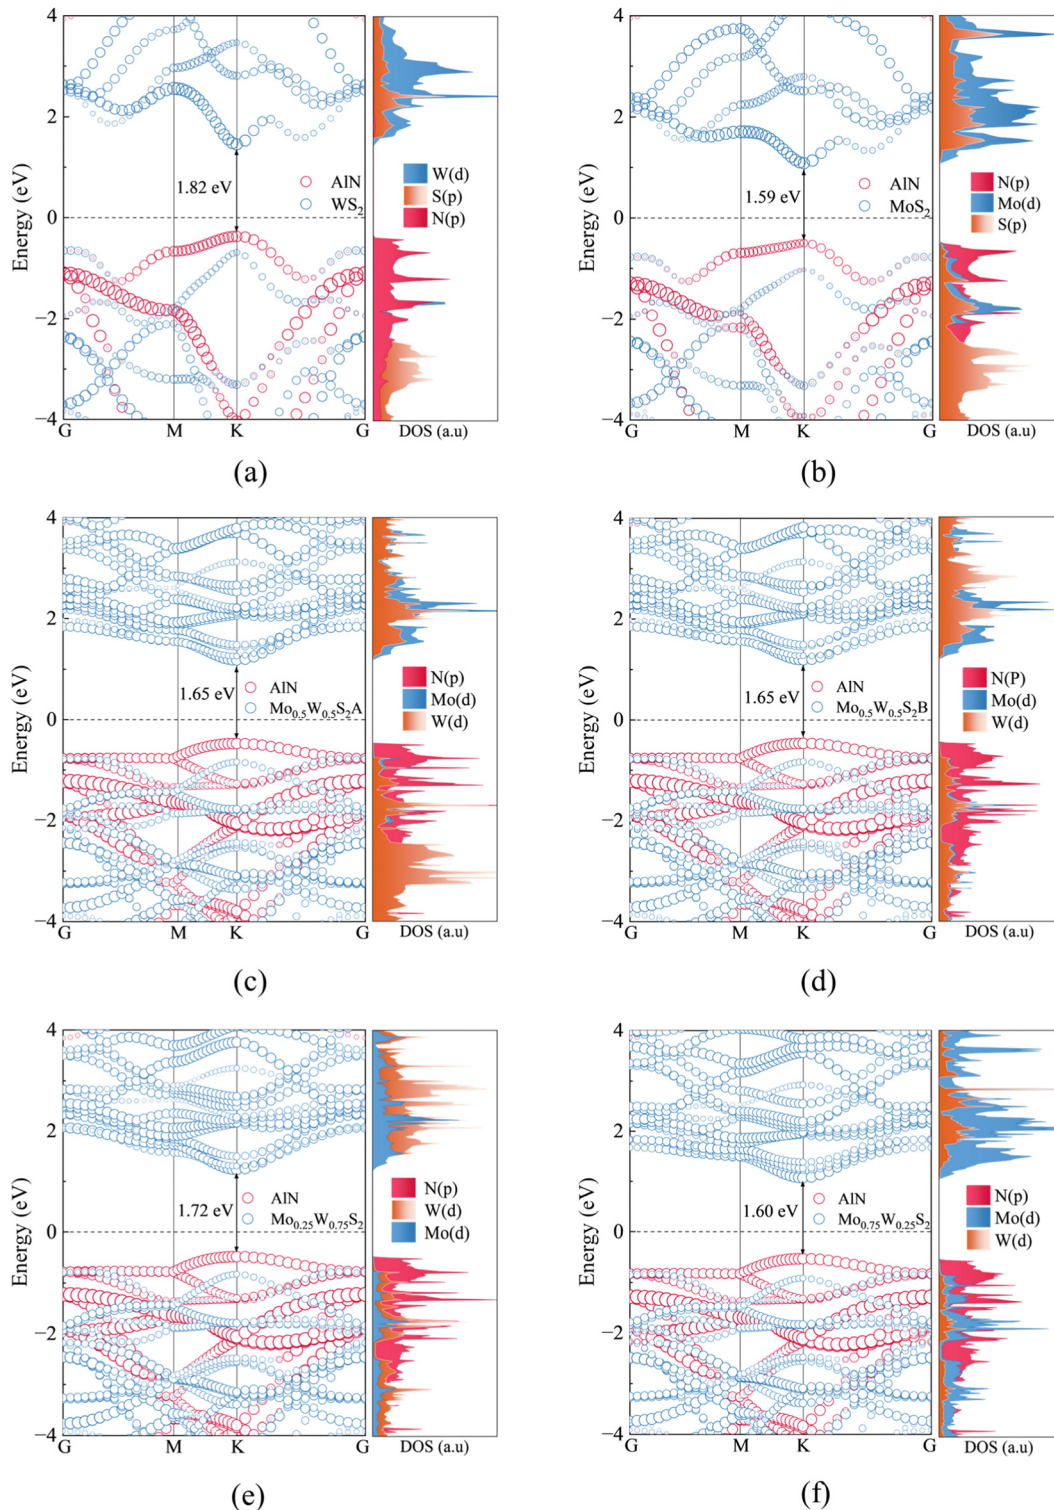 4
2
0
−2
−4
Energy (eV)
1.82 eV
AlN
WS2
W(d)
S(p)
N(p)
G M K G
DOS (a.u)
(a)
4
2
0
−2
−4
Energy (eV)
1.59 eV
AlN
MoS2
N(p)
Mo(d)
S(p)
G M K G
DOS (a.u)
(b)
4
2
0
−2
−4
Energy (eV)
1.65 eV
AlN
Mo0.5W0.5S2A
N(p)
Mo(d)
W(d)
G M K G
DOS (a.u)
(c)
4
2
0
−2
−4
Energy (eV)
1.65 eV
AlN
Mo0.5W0.5S2B
N(P)
Mo(d)
W(d)
G M K G
DOS (a.u)
(d)
4
2
0
−2
−4
Energy (eV)
1.72 eV
AlN
Mo0.25W0.75S2
N(p)
W(d)
Mo(d)
G M K G
DOS (a.u)
(e)
4
2
0
−2
−4
Energy (eV)
1.60 eV
AlN
Mo0.75W0.25S2
N(p)
Mo(d)
W(d)
G M K G
DOS (a.u)
(f)